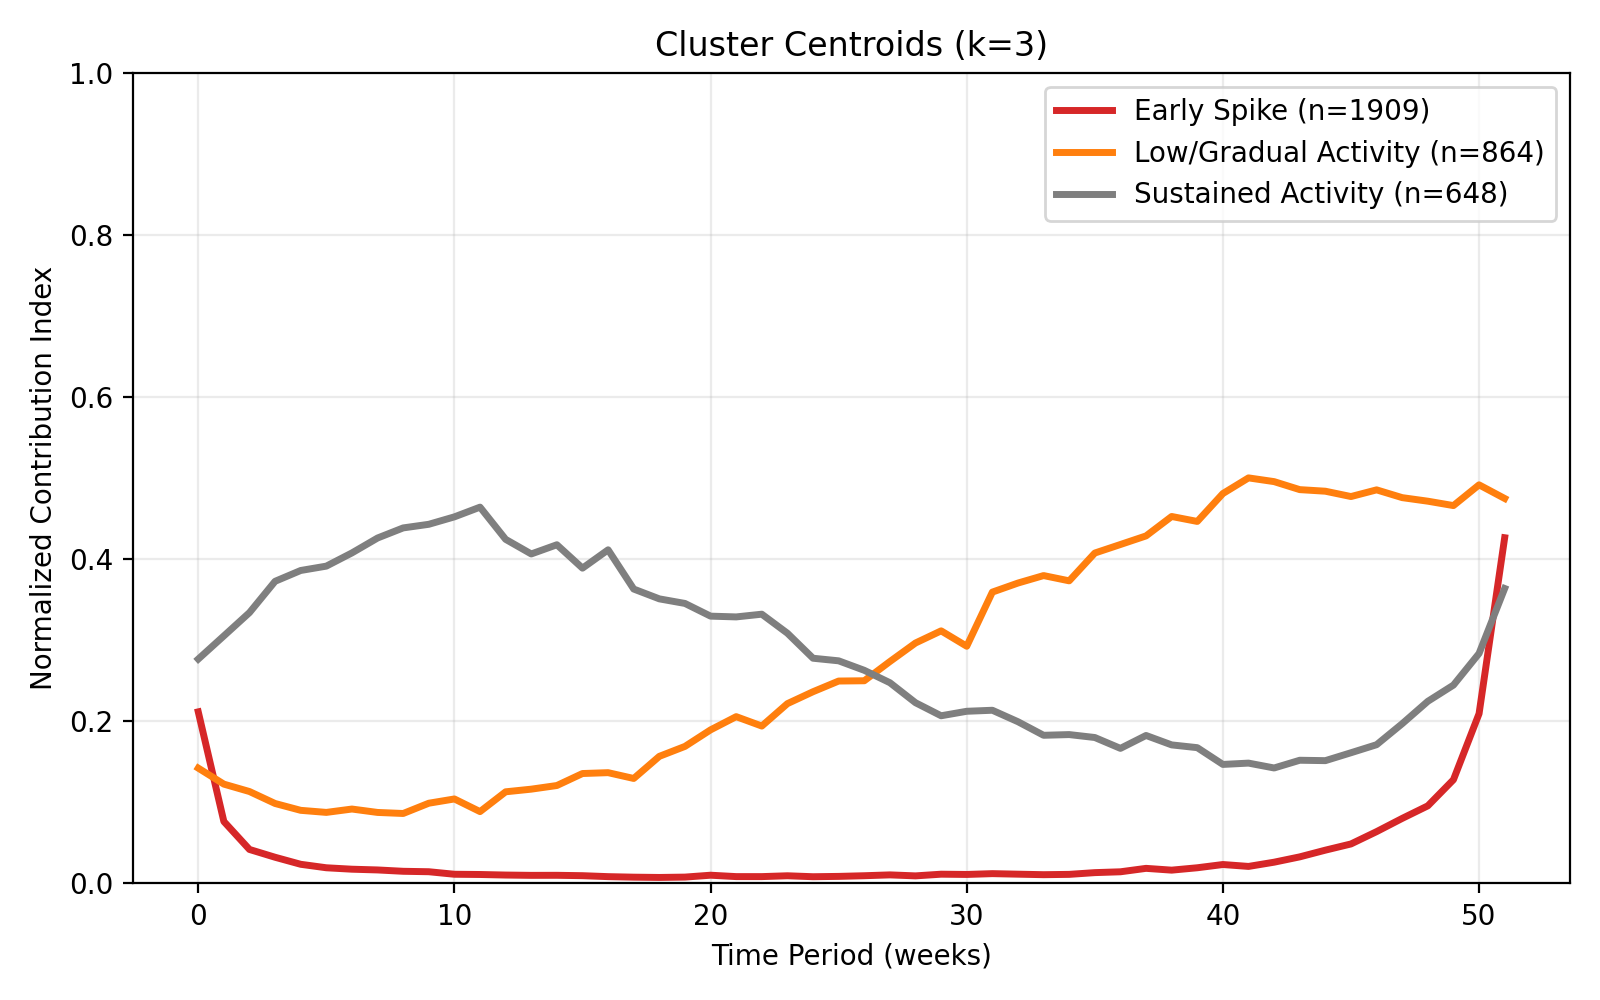 Cluster Centroids (k=3)
Normalized Contribution Index
1.0
0.8
0.6
0.4
0.2
0.0
Early Spike (n=1909)
Low/Gradual Activity (n=864)
Sustained Activity (n=648)
0 10 20 30 40 50
Time Period (weeks)